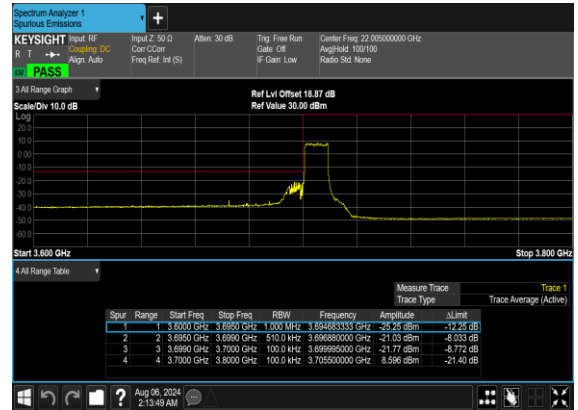 Spectrum Analyzer 1
Spurious Emissions
KEYSIGHT Input: RF Input Z: 50 Ω Atten: 30 dB Trig: Free Run Center Freq: 22.005000000 GHz
R T Coupling: DC Corr CCorr Gate: Off Avg|Hold: 100/100
Align: Auto Freq Ref: Int (S) IF Gain: Low Radio Std: None
PASS
3 All Range Graph
Ref Lvl Offset 18.87 dB
Scale/Div 10.0 dB Ref Value 30.00 dBm
Log
20.0
10.0
0.00
-10.0
-20.0
-30.0
-40.0
-50.0
-60.0
Start 3.600 GHz Stop 3.800 GHz
4 All Range Table
Measure Trace Trace 1
Trace Type Trace Average (Active)
Spur Range Start Freq Stop Freq RBW Frequency Amplitude ΔLimit
1 1 3.6000 GHz 3.6950 GHz 1.000 MHz 3.694683333 GHz -25.25 dBm -12.25 dB
2 2 3.6950 GHz 3.6990 GHz 510.0 kHz 3.696880000 GHz -21.03 dBm -8.033 dB
3 3 3.6990 GHz 3.7000 GHz 100.0 kHz 3.699995000 GHz -21.77 dBm -8.772 dB
4 4 3.7000 GHz 3.8000 GHz 100.0 kHz 3.705500000 GHz 8.596 dBm -21.40 dB
Aug 06, 2024
2:13:49 AM